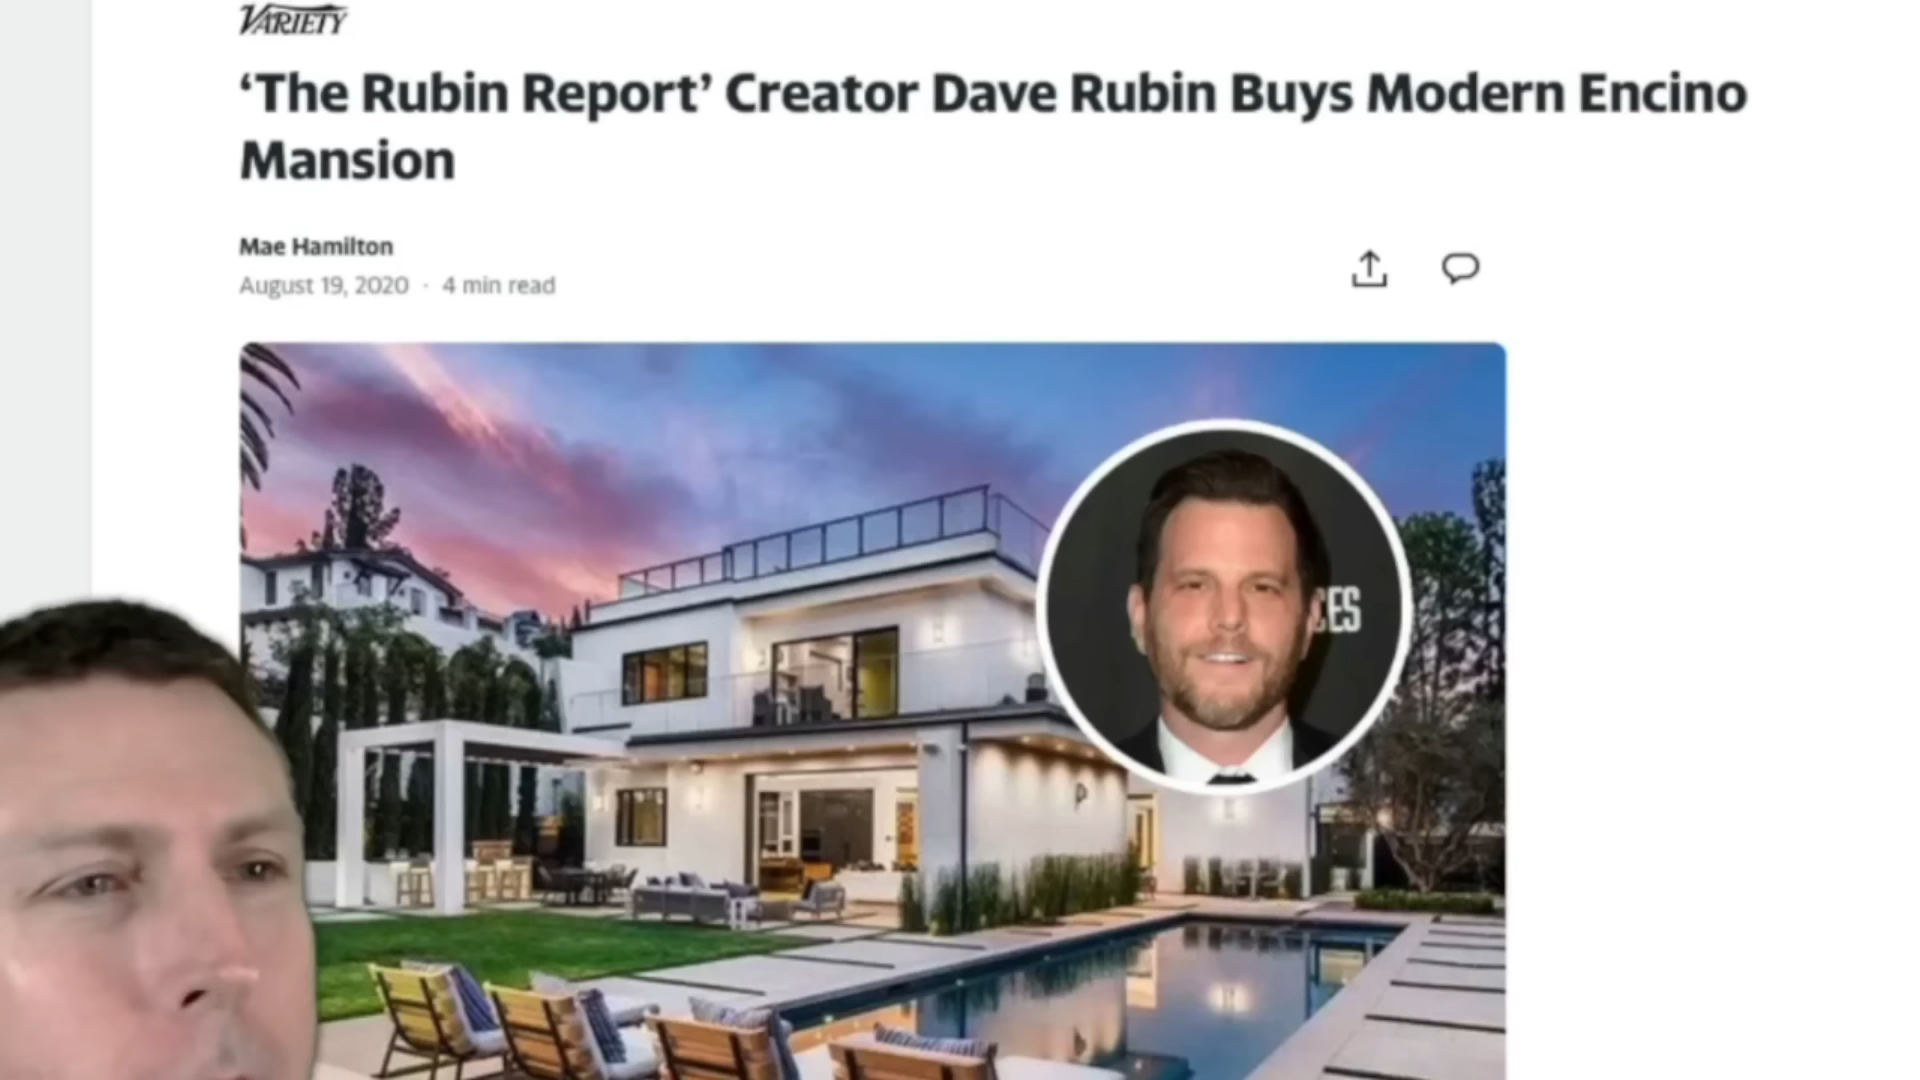 VARIETY
‘The Rubin Report’ Creator Dave Rubin Buys Modern Encino
Mansion
Mae Hamilton
August 19, 2020 · 4 min read
CES